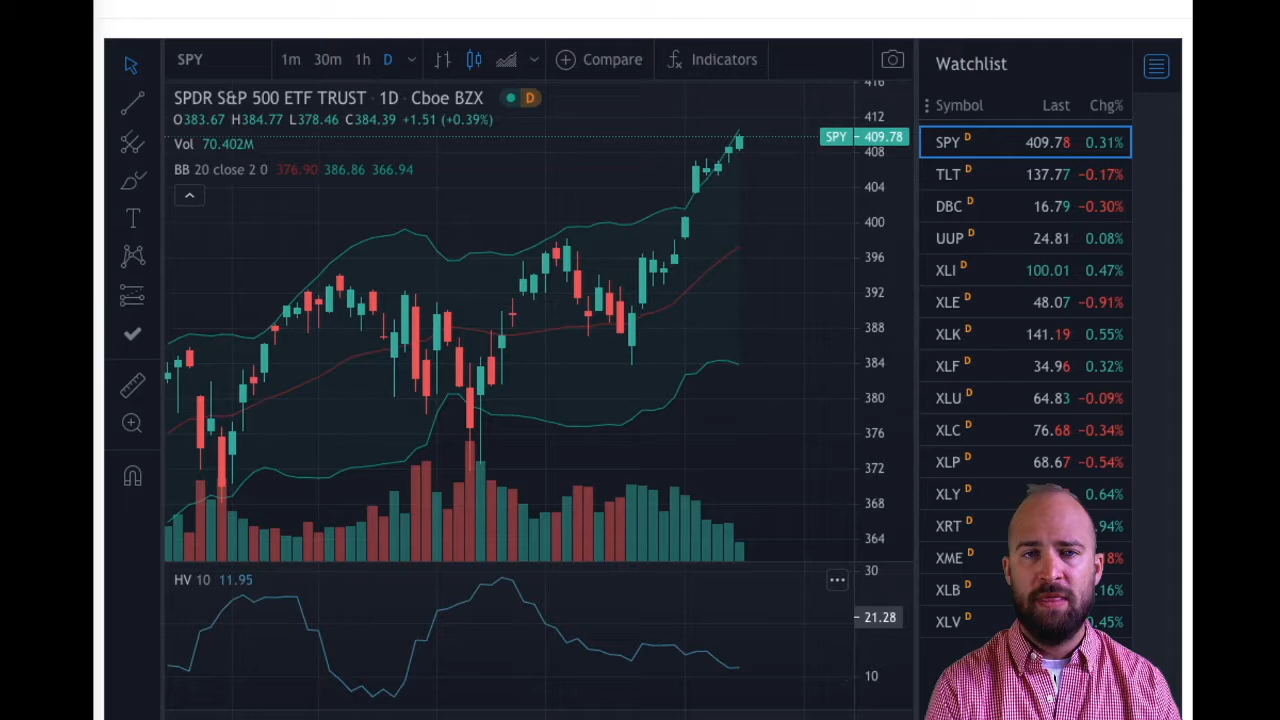 SPY 1m 30m 1h D Compare Indicators
SPDR S&P 500 ETF TRUST · 1D · Cboe BZX D
O383.67 H384.77 L378.46 C384.39 +1.51 (+0.39%)
Vol 70.402M
BB 20 close 2 0 376.90 386.86 366.94
416
412
SPY 409.78
408
404
400
396
392
388
384
380
376
372
368
364
HV 10 11.95
30
21.28
10
Watchlist
Symbol Last Chg%
SPY D 409.78 0.31%
TLT D 137.77 −0.17%
DBC D 16.79 −0.30%
UUP D 24.81 0.08%
XLI D 100.01 0.47%
XLE D 48.07 −0.91%
XLK D 141.19 0.55%
XLF D 34.96 0.32%
XLU D 64.83 −0.09%
XLC D 76.68 −0.34%
XLP D 68.67 −0.54%
XLY D 0.64%
XRT D .94%
XME D 8%
XLB D .16%
XLV D .45%